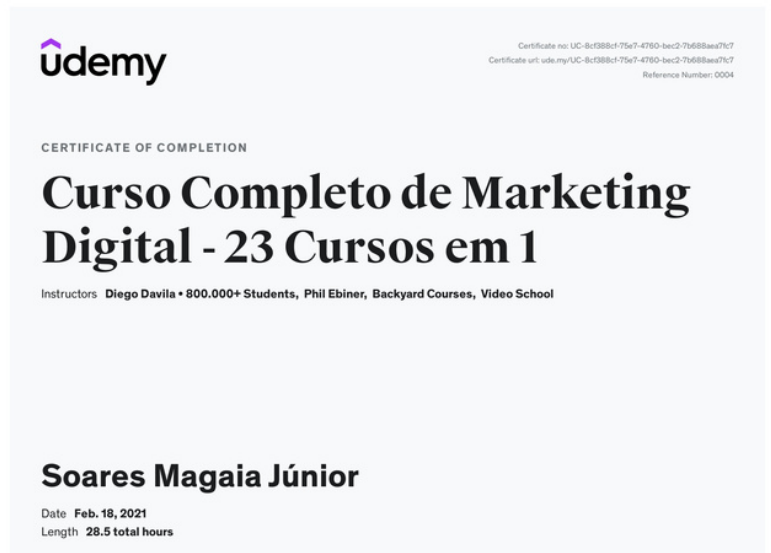 udemy
Certificate no: UC-8cf388cf-75e7-4760-bec2-7b688aea7fc7
Certificate url: ude.my/UC-8cf388cf-75e7-4760-bec2-7b688aea7fc7
Reference Number: 0004
CERTIFICATE OF COMPLETION
Curso Completo de Marketing
Digital - 23 Cursos em 1
Instructors Diego Davila • 800.000+ Students, Phil Ebiner, Backyard Courses, Video School
Soares Magaia Júnior
Date Feb. 18, 2021
Length 28.5 total hours